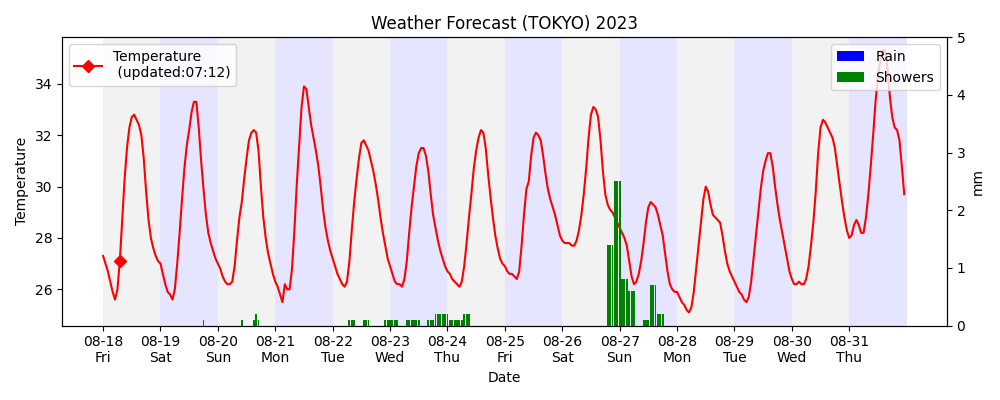 Weather Forecast (TOKYO) 2023
Temperature
(updated:07:12)
Rain
Showers
Temperature
34
32
30
28
26
5
4
3
2
1
0
mm
08-18 08-19 08-20 08-21 08-22 08-23 08-24 08-25 08-26 08-27 08-28 08-29 08-30 08-31
Fri Sat Sun Mon Tue Wed Thu Fri Sat Sun Mon Tue Wed Thu
Date